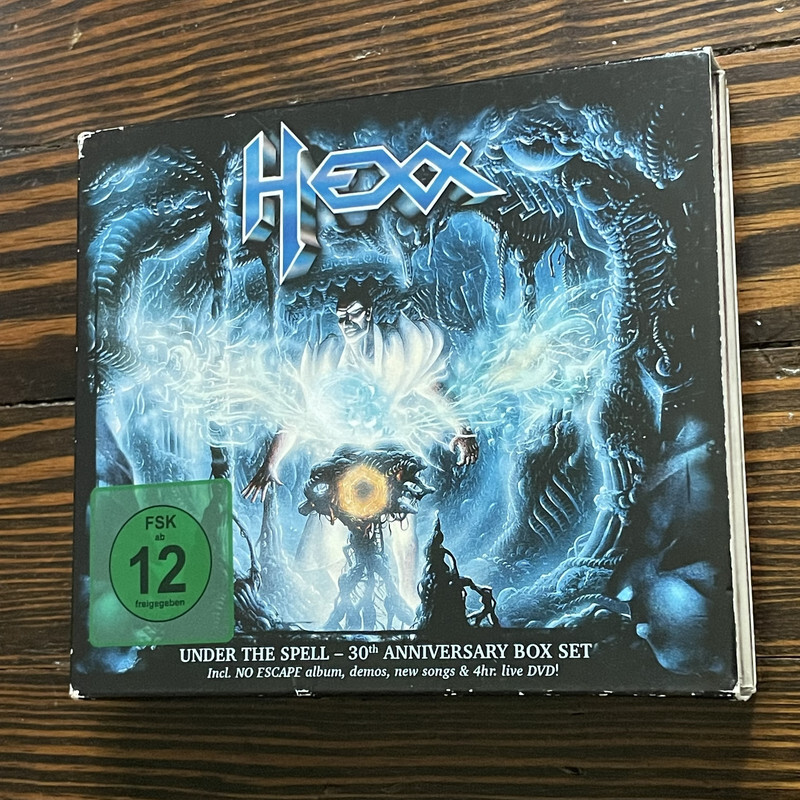 HEXX
FSK
ab
12
freigegeben
UNDER THE SPELL – 30th ANNIVERSARY BOX SET
Incl. NO ESCAPE album, demos, new songs & 4hr. live DVD!